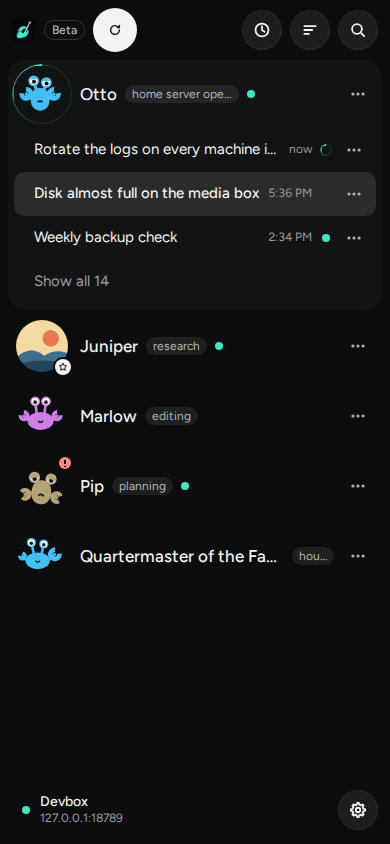 Beta
Otto home server ope...
Rotate the logs on every machine i... now
Disk almost full on the media box 5:36 PM
Weekly backup check 2:34 PM
Show all 14
Juniper research
Marlow editing
Pip planning
Quartermaster of the Fa... hou...
Devbox
127.0.0.1:18789